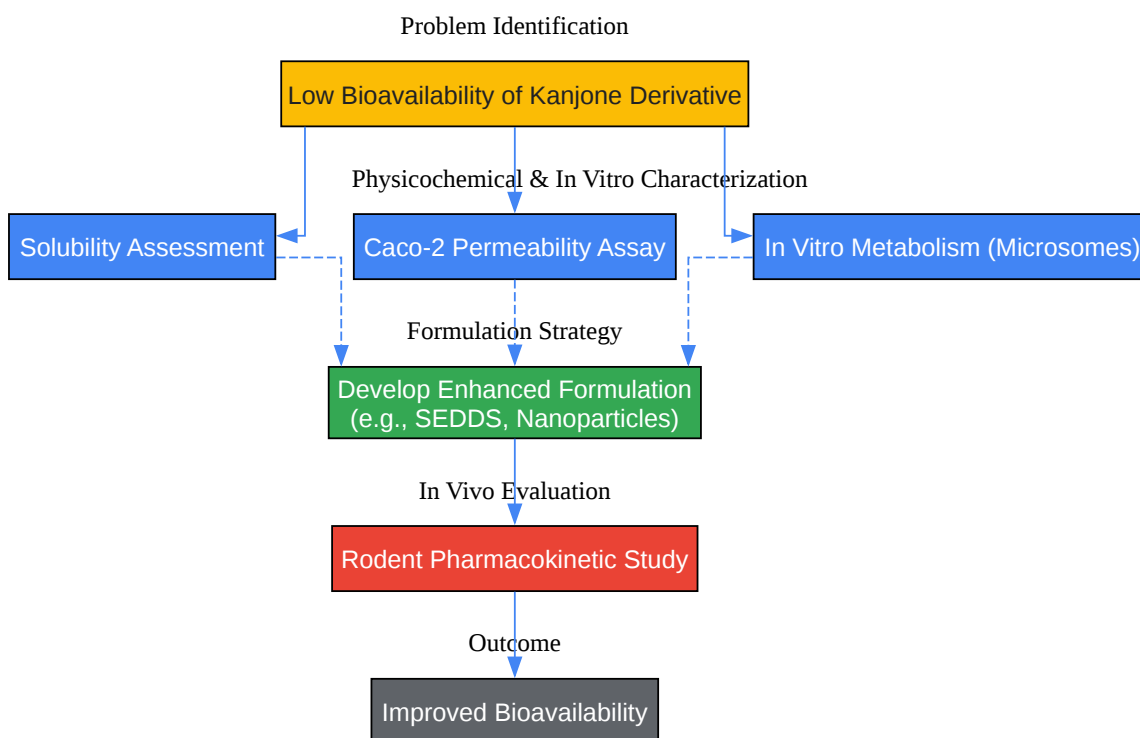 Problem Identification
Low Bioavailability of Kanjone Derivative
Physicochemical & In Vitro Characterization
Solubility Assessment
Caco-2 Permeability Assay
In Vitro Metabolism (Microsomes)
Formulation Strategy
Develop Enhanced Formulation
(e.g., SEDDS, Nanoparticles)
In Vivo Evaluation
Rodent Pharmacokinetic Study
Outcome
Improved Bioavailability